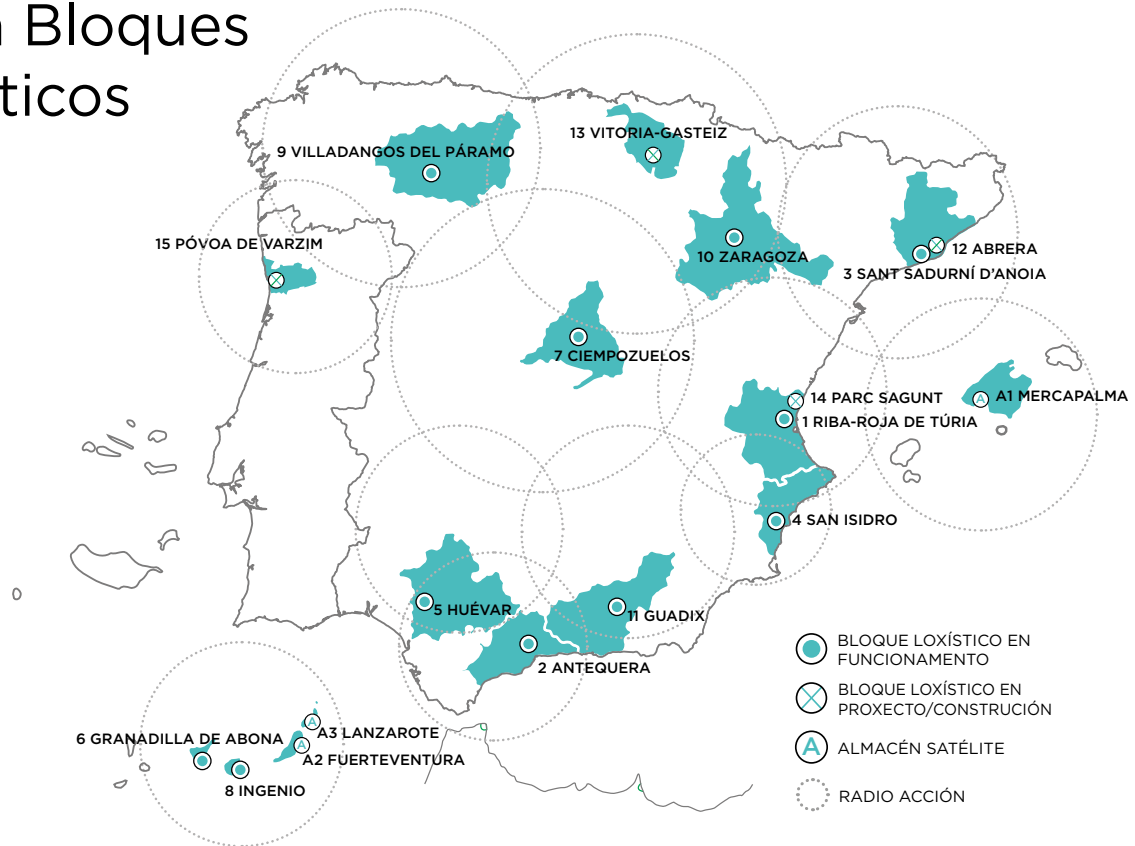 n Bloques
ticos
13 VITORIA-GASTEIZ
9 VILLADANGOS DEL PÁRAMO
15 PÓVOA DE VARZIM
10 ZARAGOZA
12 ABRERA
3 SANT SADURNÍ D'ANOIA
7 CIEMPOZUELOS
14 PARC SAGUNT
A
A1 MERCAPALMA
1 RIBA-ROJA DE TÚRIA
4 SAN ISIDRO
5 HUÉVAR
11 GUADIX
2 ANTEQUERA
A
A3 LANZAROTE
6 GRANADILLA DE ABONA
A
A2 FUERTEVENTURA
8 INGENIO
BLOQUE LOXÍSTICO EN
FUNCIONAMENTO
BLOQUE LOXÍSTICO EN
PROXECTO/CONSTRUCIÓN
A
ALMACÉN SATÉLITE
RADIO ACCIÓN